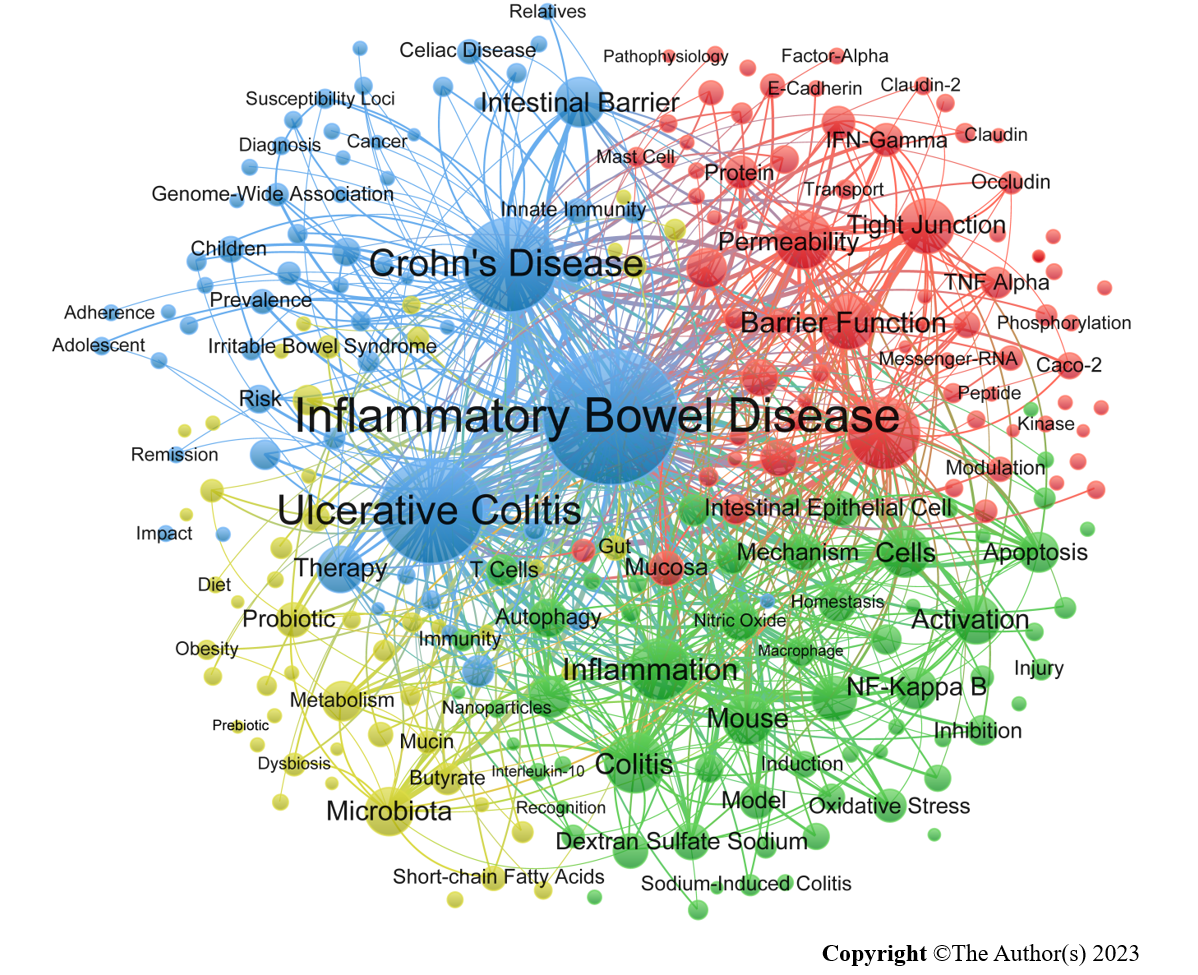 Relatives
Celiac Disease
Pathophysiology
Factor-Alpha
E-Cadherin
Claudin-2
Susceptibility Loci
Intestinal Barrier
Diagnosis
Cancer
IFN-Gamma
Claudin
Mast Cell
Protein
Genome-Wide Association
Transport
Occludin
Innate Immunity
Children
Permeability
Tight Junction
Crohn's Disease
TNF Alpha
Prevalence
Adherence
Barrier Function
Phosphorylation
Adolescent
Irritable Bowel Syndrome
Messenger-RNA
Caco-2
Risk
Peptide
Inflammatory Bowel Disease
Kinase
Remission
Modulation
Ulcerative Colitis
Intestinal Epithelial Cell
Impact
Gut
Mechanism
Cells
Apoptosis
Therapy
T Cells
Mucosa
Diet
Homestasis
Probiotic
Autophagy
Nitric Oxide
Activation
Immunity
Obesity
Macrophage
Inflammation
Injury
Metabolism
Nanoparticles
NF-Kappa B
Prebiotic
Mouse
Inhibition
Mucin
Dysbiosis
Butyrate
Interleukin-10
Colitis
Induction
Microbiota
Recognition
Model
Oxidative Stress
Dextran Sulfate Sodium
Short-chain Fatty Acids
Sodium-Induced Colitis
Copyright ©The Author(s) 2023